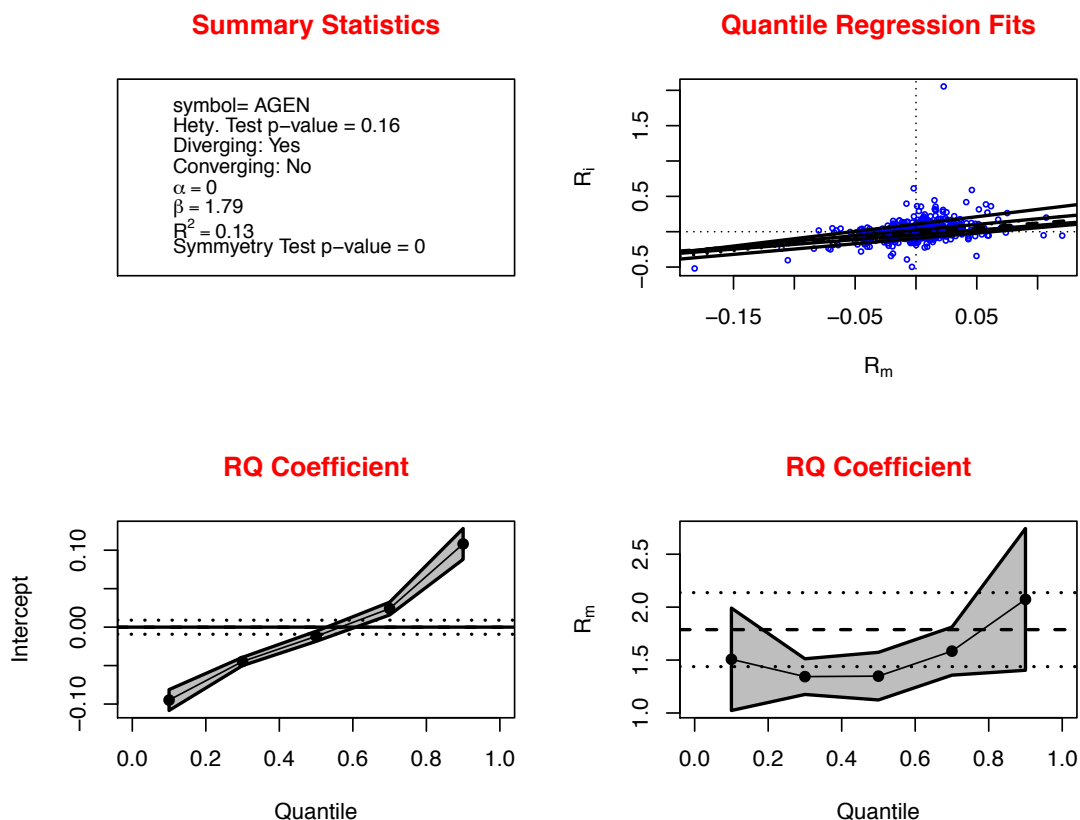 Summary Statistics
symbol= AGEN
Hety. Test p-value = 0.16
Diverging: Yes
Converging: No
α = 0
β = 1.79
R² = 0.13
Symmyetry Test p-value = 0
Quantile Regression Fits
R_i
1.5
0.5
−0.5
−0.15 −0.05 0.05
R_m
RQ Coefficient
Intercept
0.10
0.00
−0.10
0.0 0.2 0.4 0.6 0.8 1.0
Quantile
RQ Coefficient
R_m
2.5
2.0
1.5
1.0
0.0 0.2 0.4 0.6 0.8 1.0
Quantile